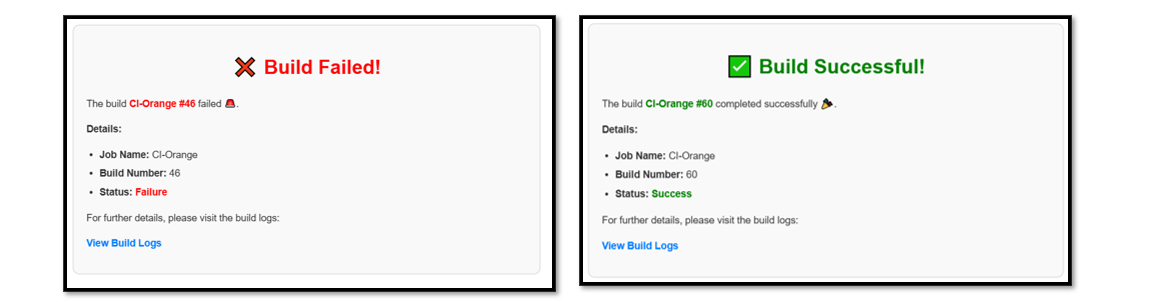 ❌ Build Failed!
The build CI-Orange #46 failed 🚨.
Details:
• Job Name: CI-Orange
• Build Number: 46
• Status: Failure
For further details, please visit the build logs:
View Build Logs
✅ Build Successful!
The build CI-Orange #60 completed successfully 🎉.
Details:
• Job Name: CI-Orange
• Build Number: 60
• Status: Success
For further details, please visit the build logs:
View Build Logs